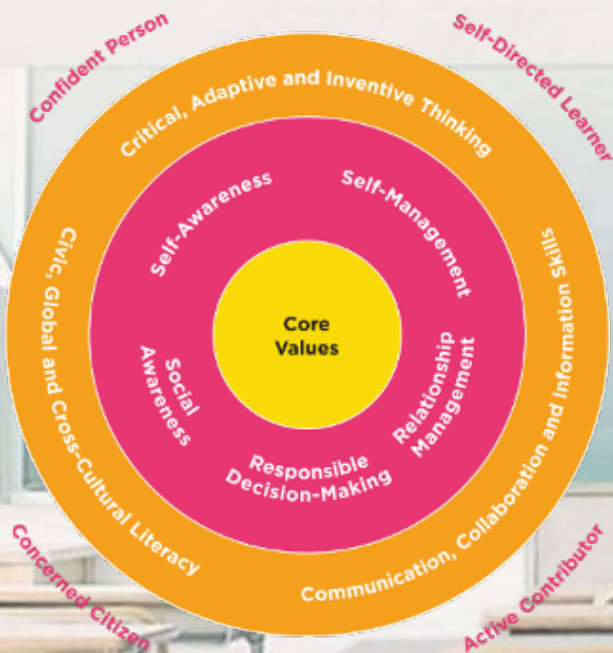 Confident Person
Self-Directed Learner
Critical, Adaptive and Inventive Thinking
Self-Awareness
Self-Management
Civic, Global and Cross-Cultural Literacy
Communication, Collaboration and Information Skills
Core
Values
Social
Awareness
Relationship
Management
Responsible
Decision-Making
Concerned Citizen
Active Contributor